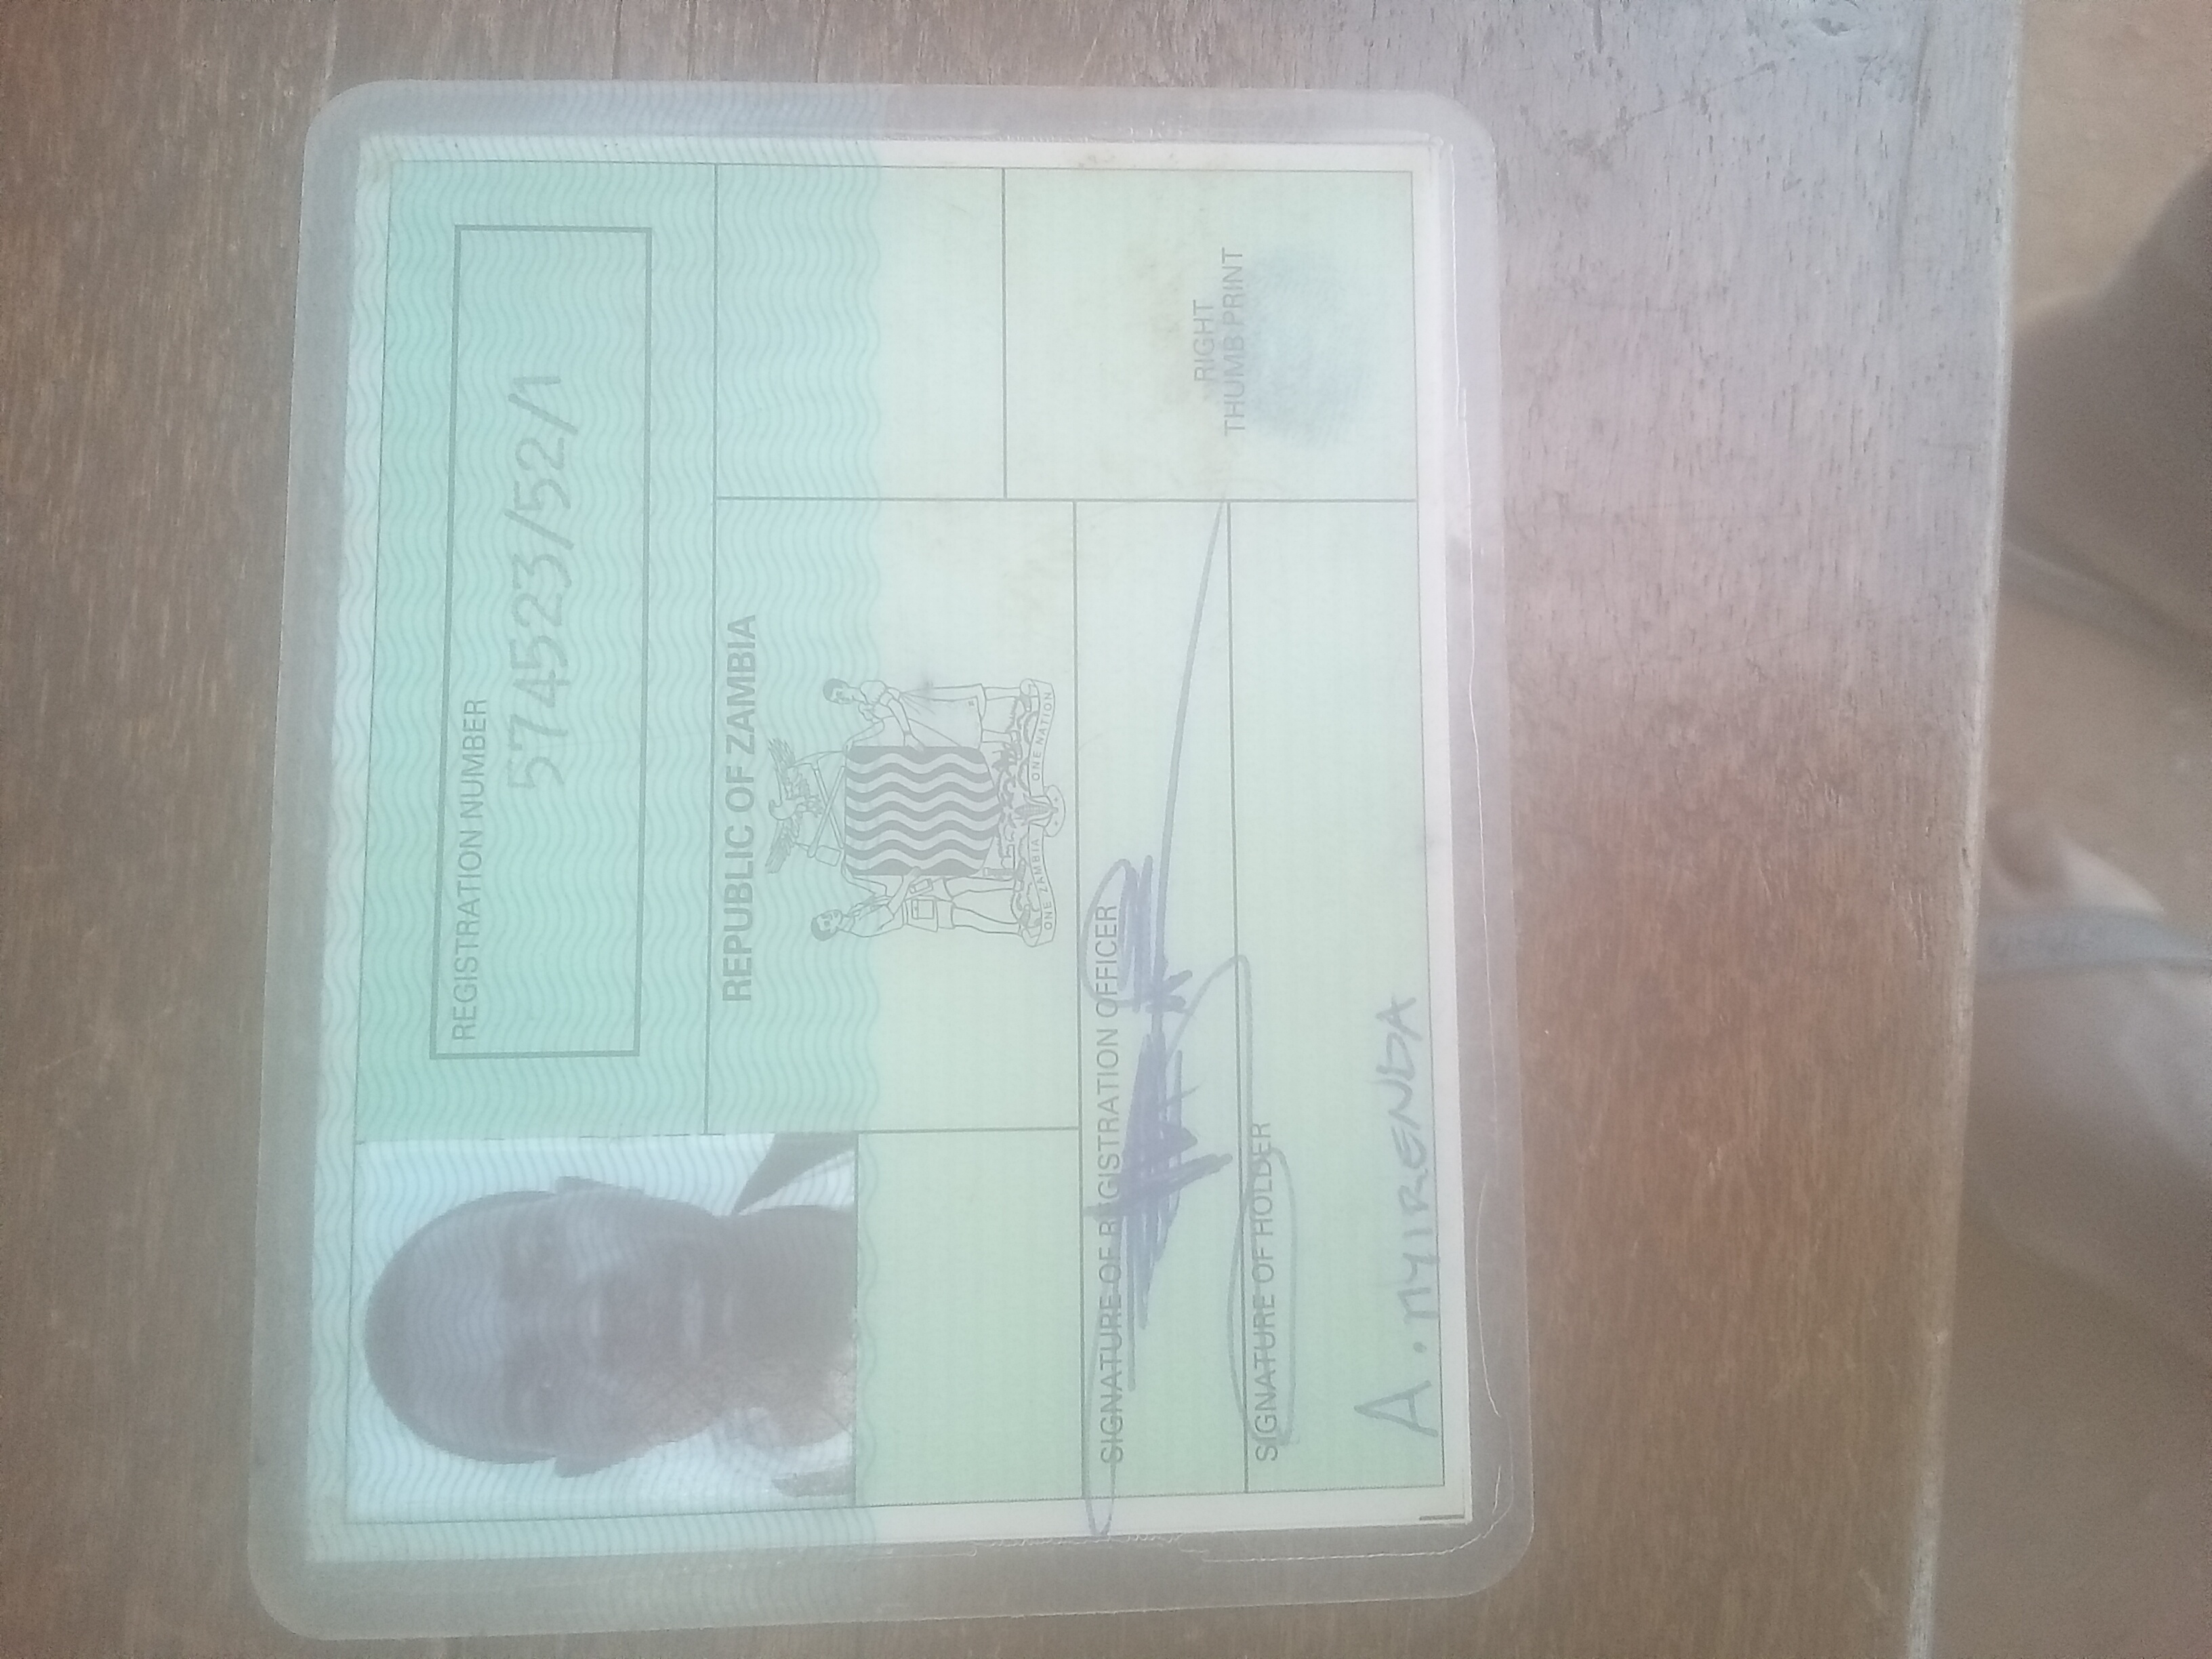 REGISTRATION NUMBER
574523/52/1
REPUBLIC OF ZAMBIA
ONE ZAMBIA ONE NATION
SIGNATURE OF REGISTRATION OFFICER
SIGNATURE OF HOLDER
A. NYIRENDA
RIGHT
THUMB PRINT